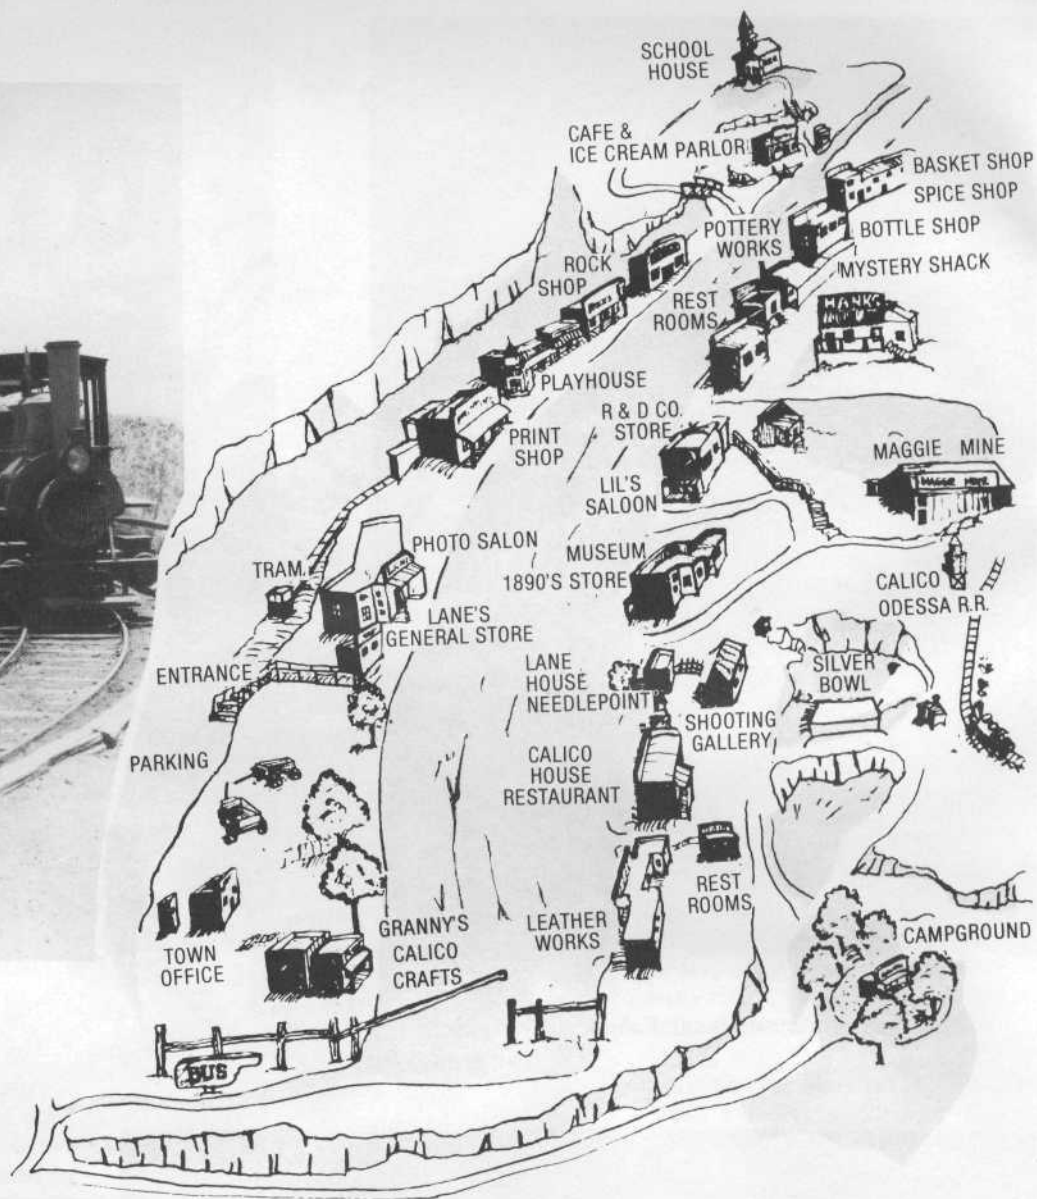 SCHOOL
HOUSE
CAFE &
ICE CREAM PARLOR
BASKET SHOP
SPICE SHOP
POTTERY
WORKS
BOTTLE SHOP
MYSTERY SHACK
ROCK
SHOP
REST
ROOMS
HANK'S
PLAYHOUSE
R & D CO.
STORE
PRINT
SHOP
MAGGIE MINE
MAGGIE MINE
LIL'S
SALOON
PHOTO SALON
MUSEUM
1890'S STORE
TRAM
CALICO
ODESSA R.R.
LANE'S
GENERAL STORE
ENTRANCE
LANE
HOUSE
NEEDLEPOINT
SILVER
BOWL
SHOOTING
GALLERY
PARKING
CALICO
HOUSE
RESTAURANT
REST
ROOMS
TOWN
OFFICE
GRANNY'S
CALICO
CRAFTS
LEATHER
WORKS
CAMPGROUND
BUS